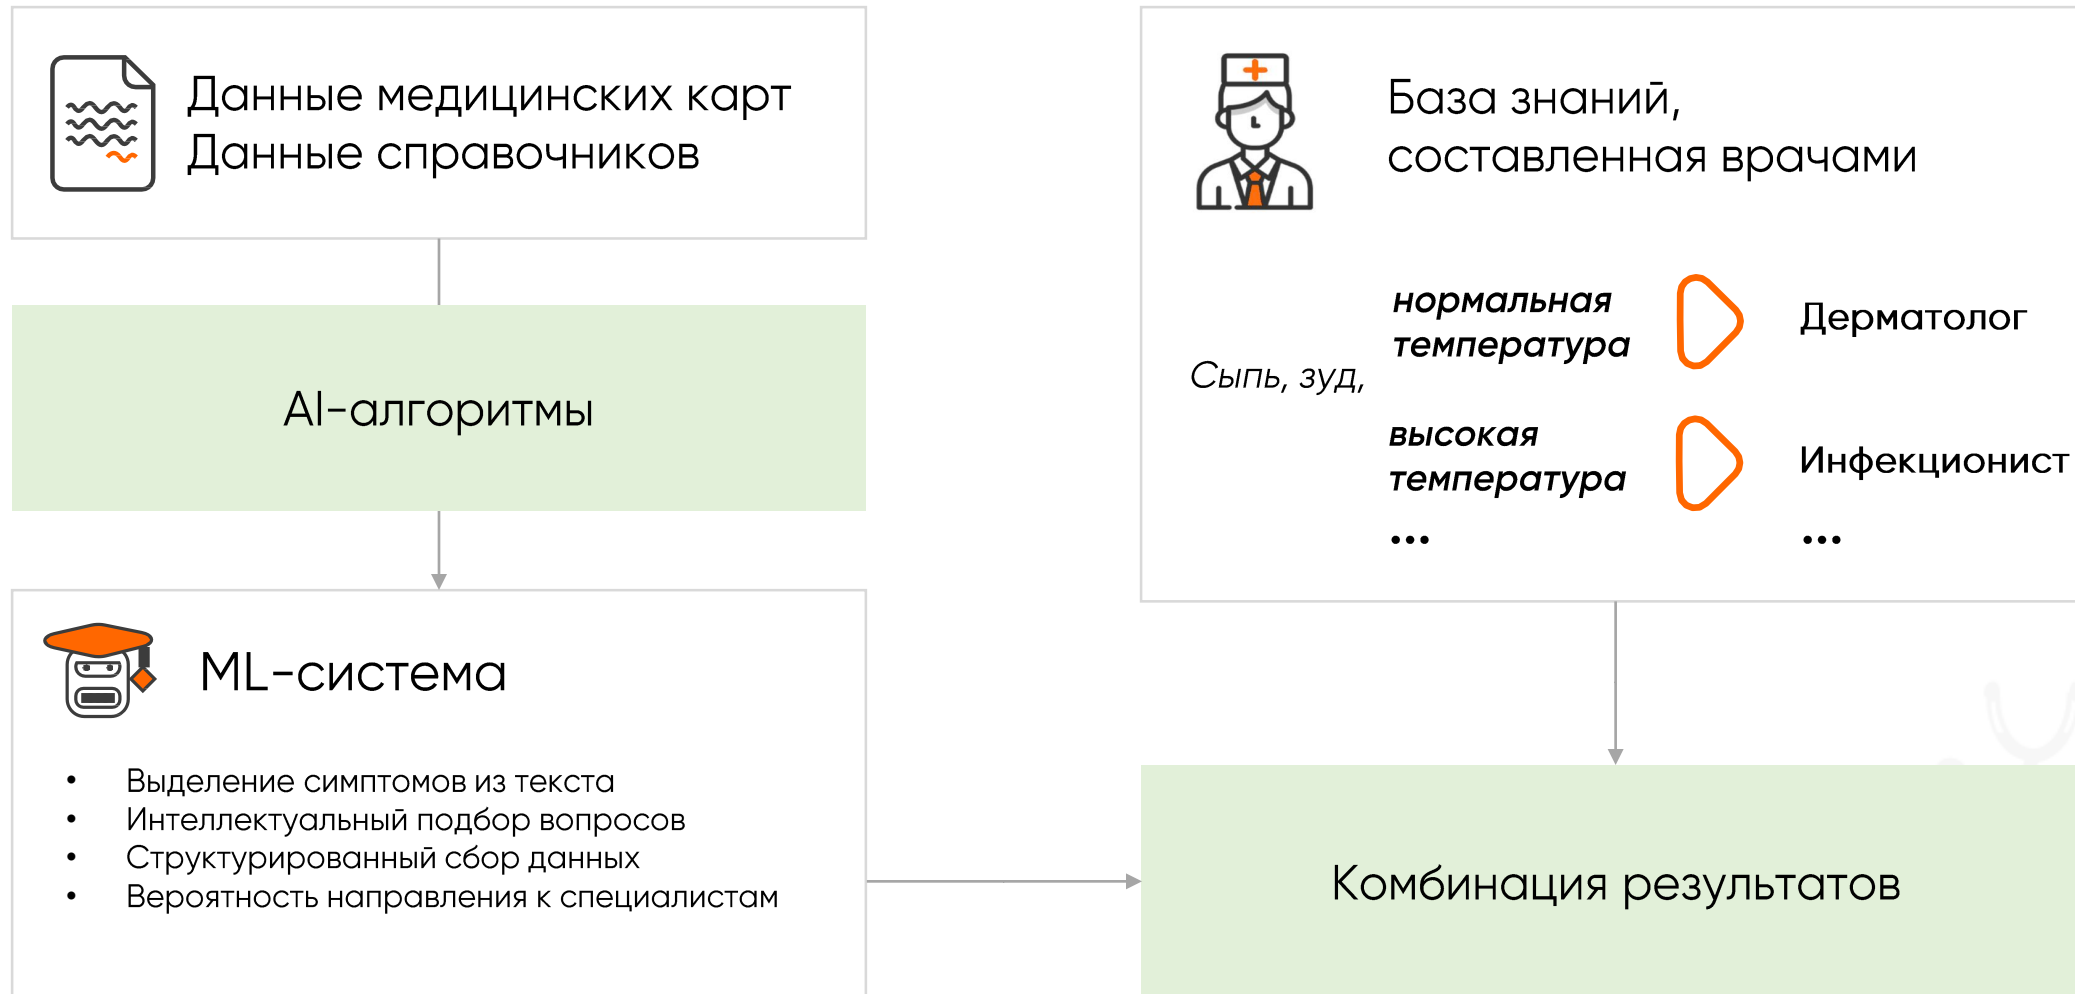 Данные медицинских карт
Данные справочников
AI-алгоритмы
ML-система
• Выделение симптомов из текста
• Интеллектуальный подбор вопросов
• Структурированный сбор данных
• Вероятность направления к специалистам
База знаний,
составленная врачами
Сыпь, зуд,
нормальная
температура
Дерматолог
высокая
температура
Инфекционист
...
...
Комбинация результатов